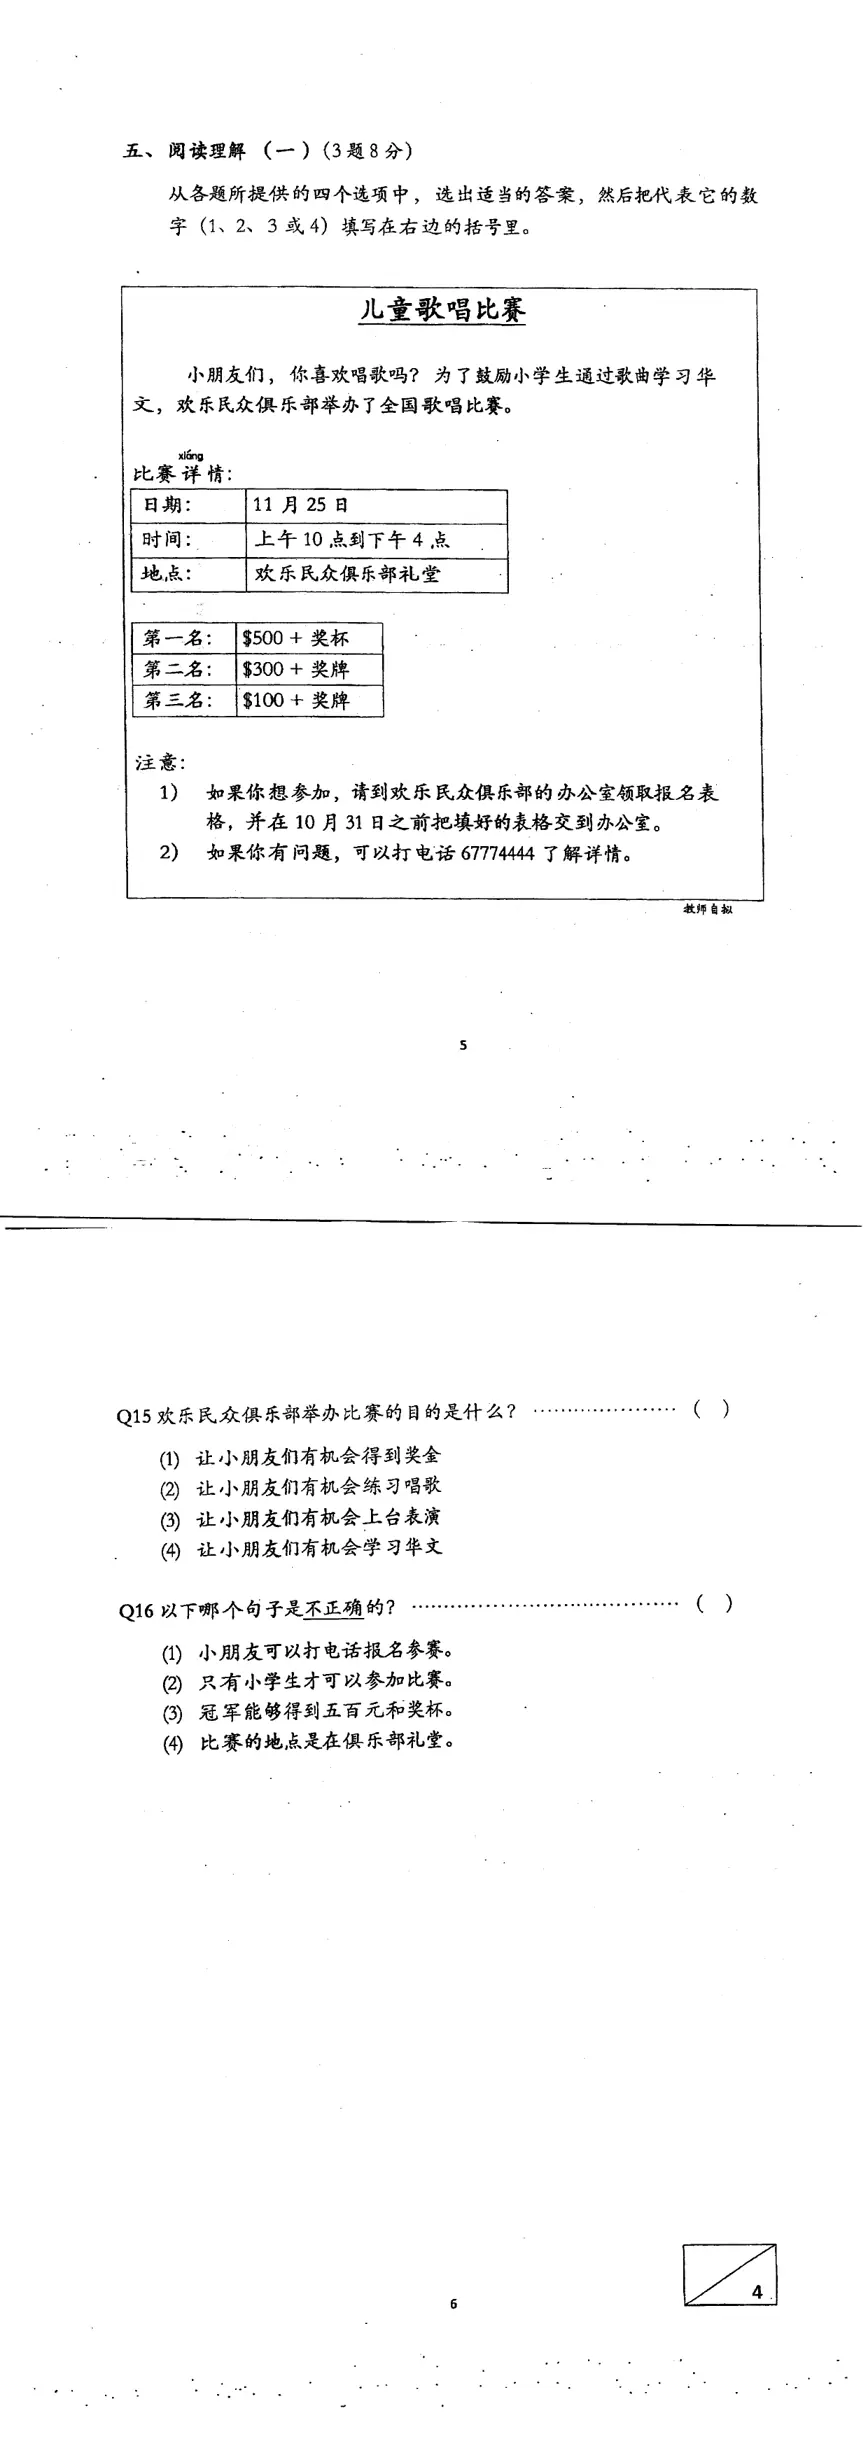 五、阅读理解（一）(3题8分)
从各题所提供的四个选项中，选出适当的答案，然后把代表它的数
字（1、2、3或4）填写在右边的括号里。
儿童歌唱比赛
小朋友们，你喜欢唱歌吗？为了鼓励小学生通过歌曲学习华
文，欢乐民众俱乐部举办了全国歌唱比赛。
xiáng
比赛详情：
日期： 11月25日
时间： 上午10点到下午4点
地点： 欢乐民众俱乐部礼堂
第一名： $500 + 奖杯
第二名： $300 + 奖牌
第三名： $100 + 奖牌
注意：
1) 如果你想参加，请到欢乐民众俱乐部的办公室领取报名表
格，并在10月31日之前把填好的表格交到办公室。
2) 如果你有问题，可以打电话67774444了解详情。
教师自拟
5
Q15 欢乐民众俱乐部举办比赛的目的是什么？ ………………… ( )
(1) 让小朋友们有机会得到奖金
(2) 让小朋友们有机会练习唱歌
(3) 让小朋友们有机会上台表演
(4) 让小朋友们有机会学习华文
Q16 以下哪个句子是不正确的？ ………………………………… ( )
(1) 小朋友可以打电话报名参赛。
(2) 只有小学生才可以参加比赛。
(3) 冠军能够得到五百元和奖杯。
(4) 比赛的地点是在俱乐部礼堂。
4
6